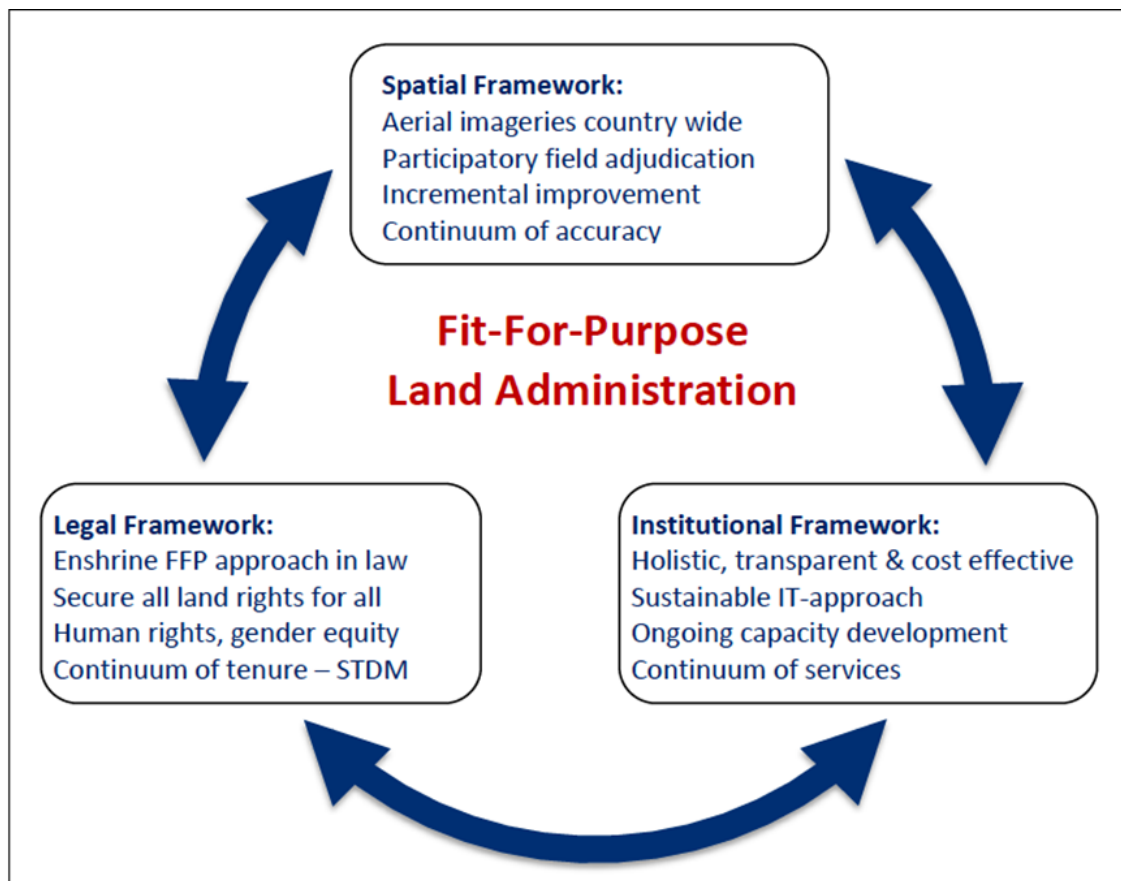 Spatial Framework:
Aerial imageries country wide
Participatory field adjudication
Incremental improvement
Continuum of accuracy
Fit-For-Purpose
Land Administration
Legal Framework:
Enshrine FFP approach in law
Secure all land rights for all
Human rights, gender equity
Continuum of tenure – STDM
Institutional Framework:
Holistic, transparent & cost effective
Sustainable IT-approach
Ongoing capacity development
Continuum of services